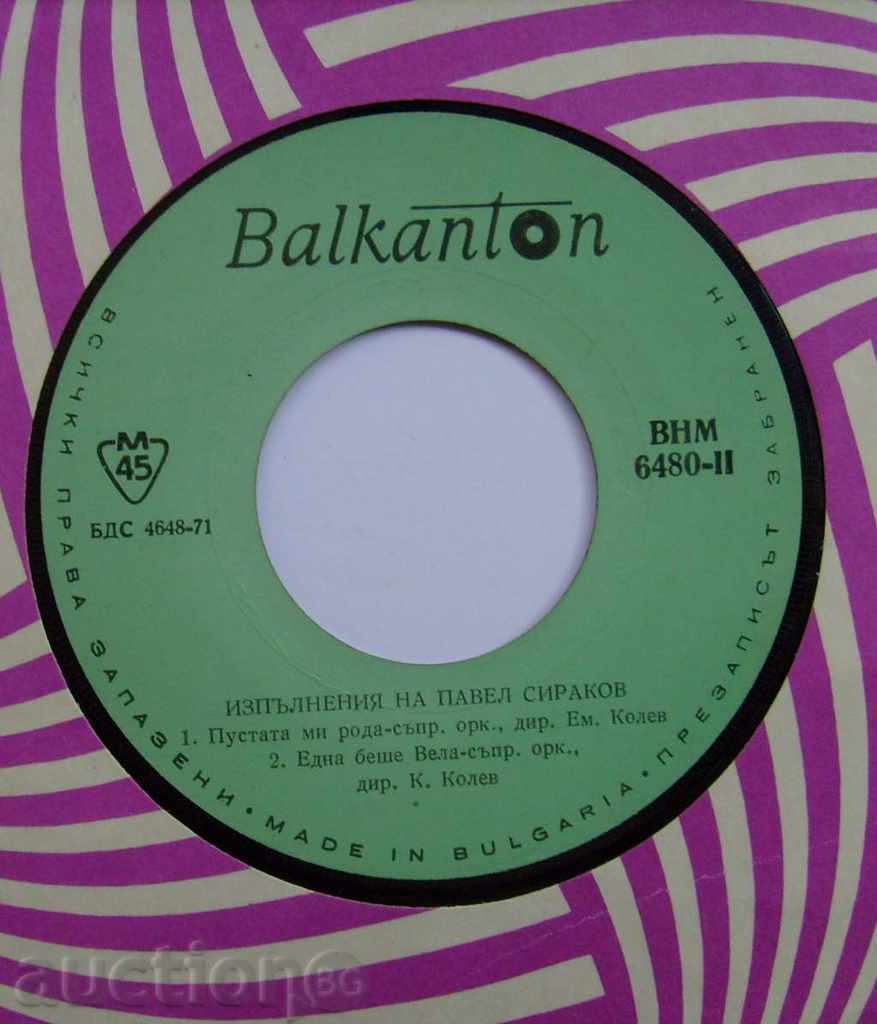 Balkanton
М
45
БДС 4648-71
ВНМ
6480-II
ИЗПЪЛНЕНИЯ НА ПАВЕЛ СИРАКОВ
1. Пустата ми рода-съпр. орк., дир. Ем. Колев
2. Една беше Вела-съпр. орк.,
дир. К. Колев
ВСИЧКИ ПРАВА ЗАПАЗЕНИ • MADE IN BULGARIA • ПРЕЗАПИСЪТ ЗАБРАНЕН
auction BG